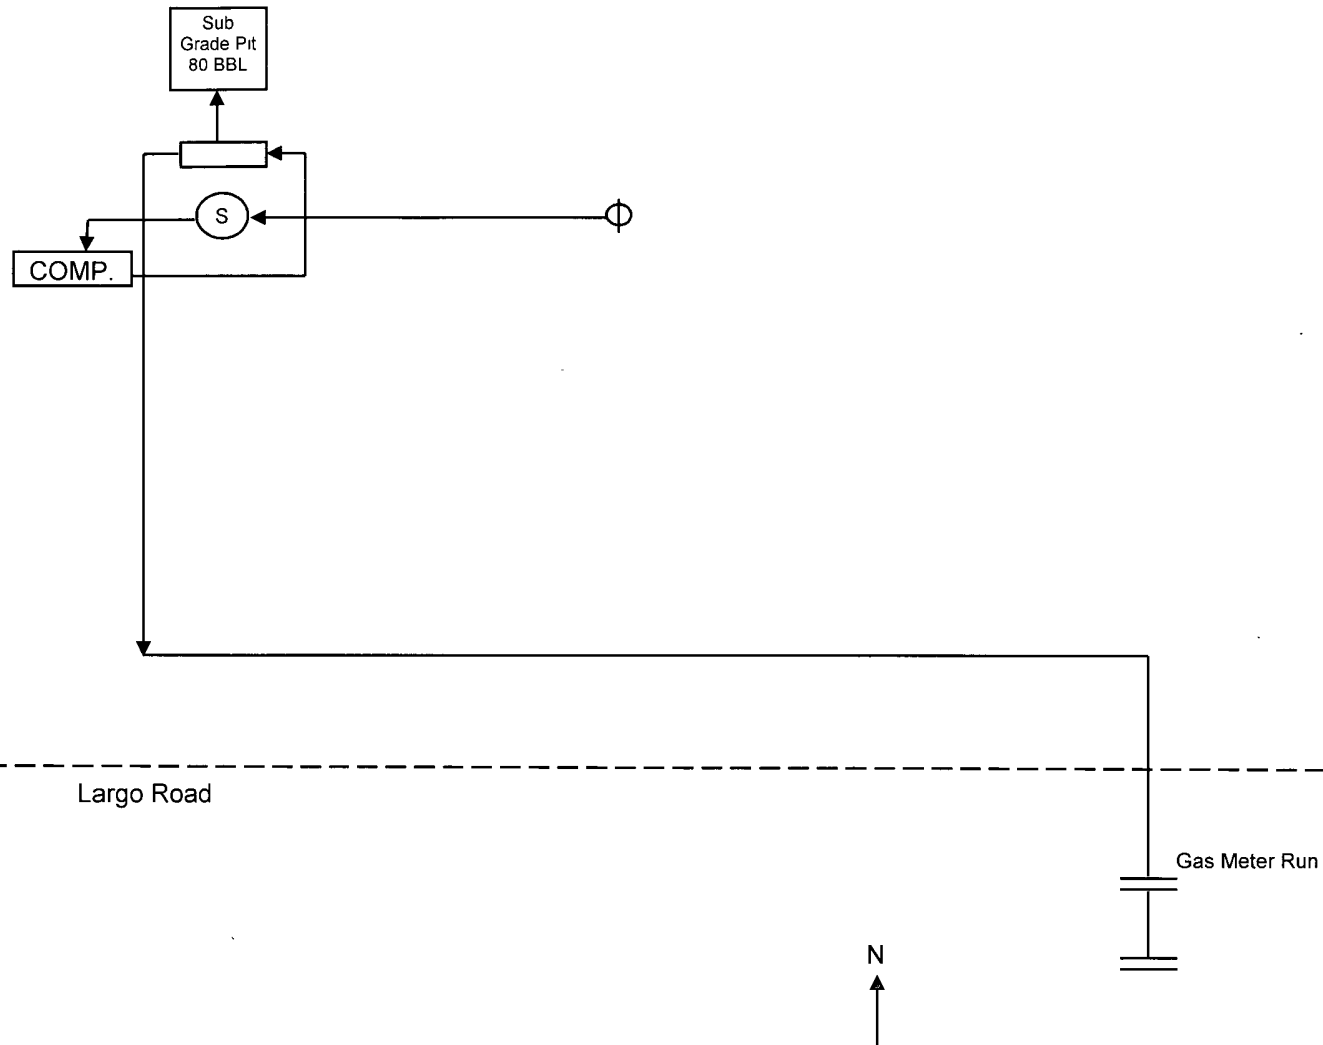 Sub
Grade Pit
80 BBL
S
COMP.
Largo Road
Gas Meter Run
N